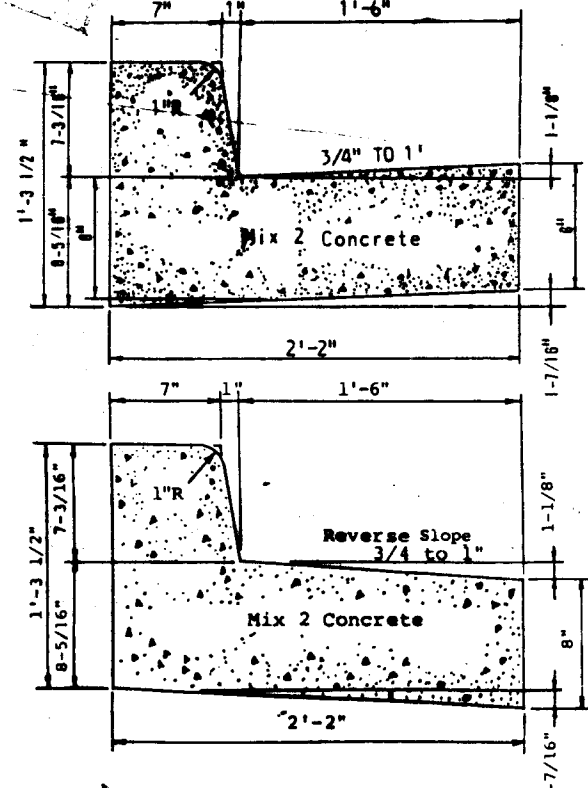 7" 1" 1'-6"
1"R
3/4" TO 1'
1'-3 1/2"
1-1/8"
8"
Mix 2 Concrete
2'-2"
1-7/16"
7" 1" 1'-6"
1'-3 1/2"
7-3/16"
8-5/16"
1"R
Reverse Slope
3/4 to 1"
1-1/8"
Mix 2 Concrete
8"
2'-2"
-7/16"